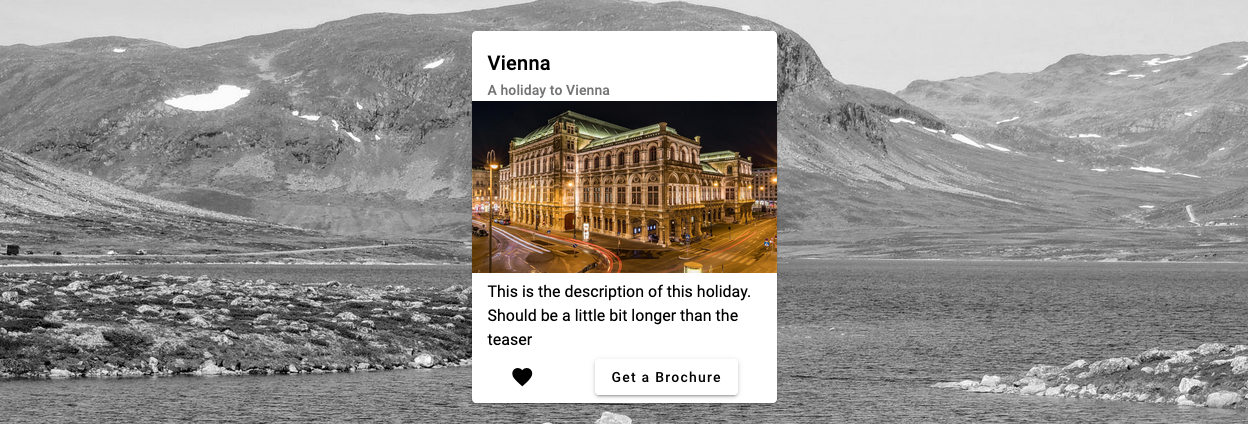 Vienna
A holiday to Vienna
This is the description of this holiday.
Should be a little bit longer than the
teaser
Get a Brochure